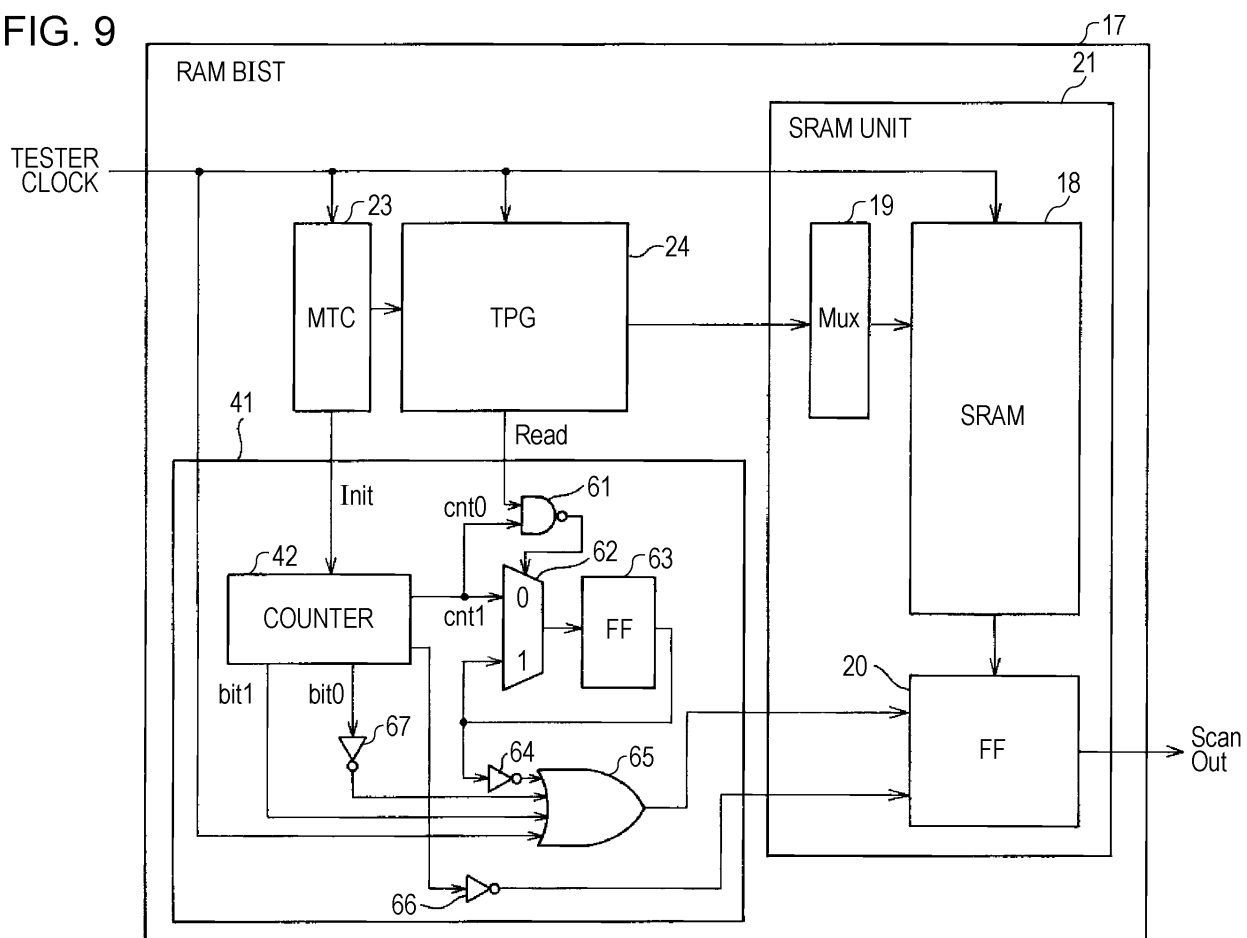 FIG. 9
17
RAM BIST
21
SRAM UNIT
TESTER
CLOCK
23
24
19
18
MTC
TPG
Mux
SRAM
41
Read
Init
cnt0
61
42
62
63
COUNTER
cnt1
0
1
FF
bit1
bit0
67
64
65
20
FF
Scan
Out
66